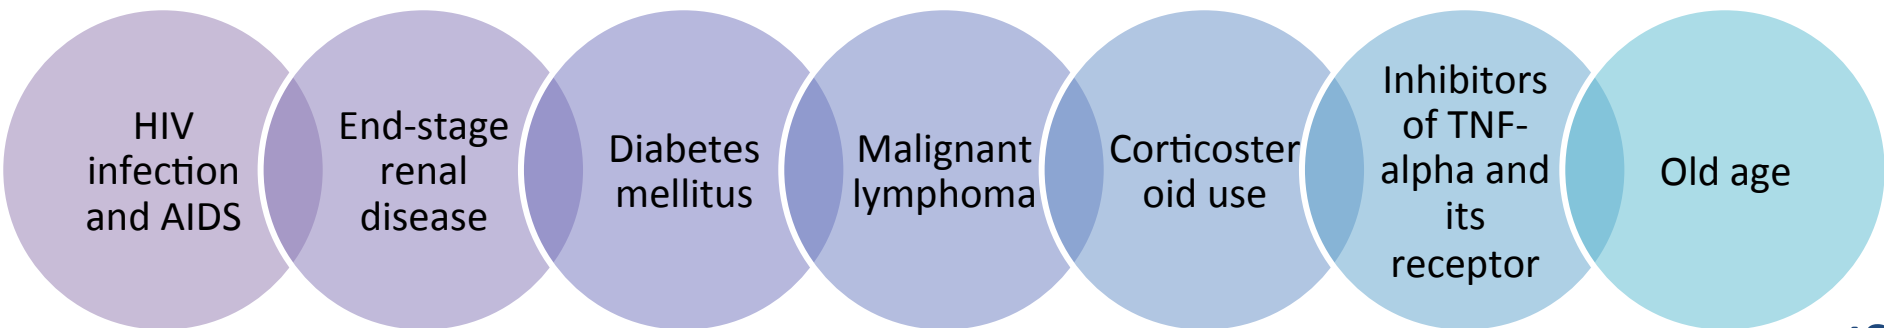 HIV
infection
and AIDS
End-stage
renal
disease
Diabetes
mellitus
Malignant
lymphoma
Corticoster
oid use
Inhibitors
of TNF-
alpha and
its
receptor
Old age